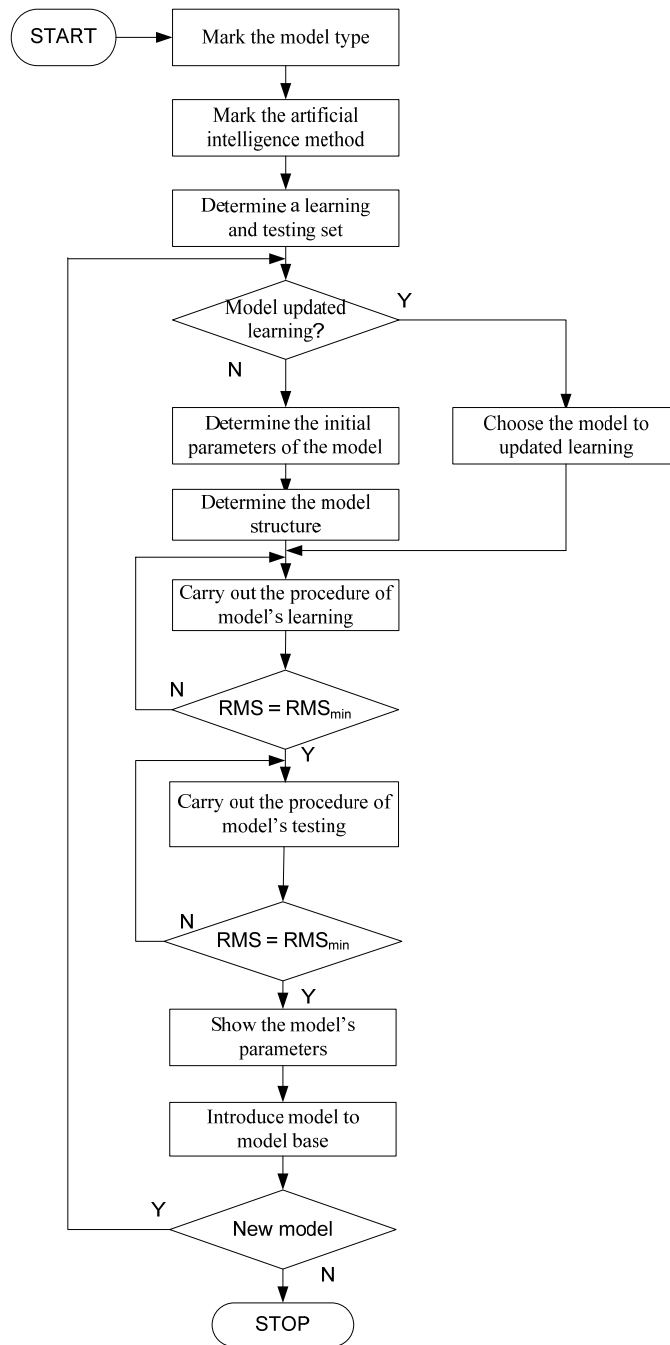 START
Mark the model type
Mark the artificial
intelligence method
Determine a learning
and testing set
Model updated
learning?
Y
N
Determine the initial
parameters of the model
Choose the model to
updated learning
Determine the model
structure
Carry out the procedure of
model's learning
N
RMS = RMSmin
Y
Carry out the procedure of
model's testing
N
RMS = RMSmin
Y
Show the model's
parameters
Introduce model to
model base
Y
New model
N
STOP